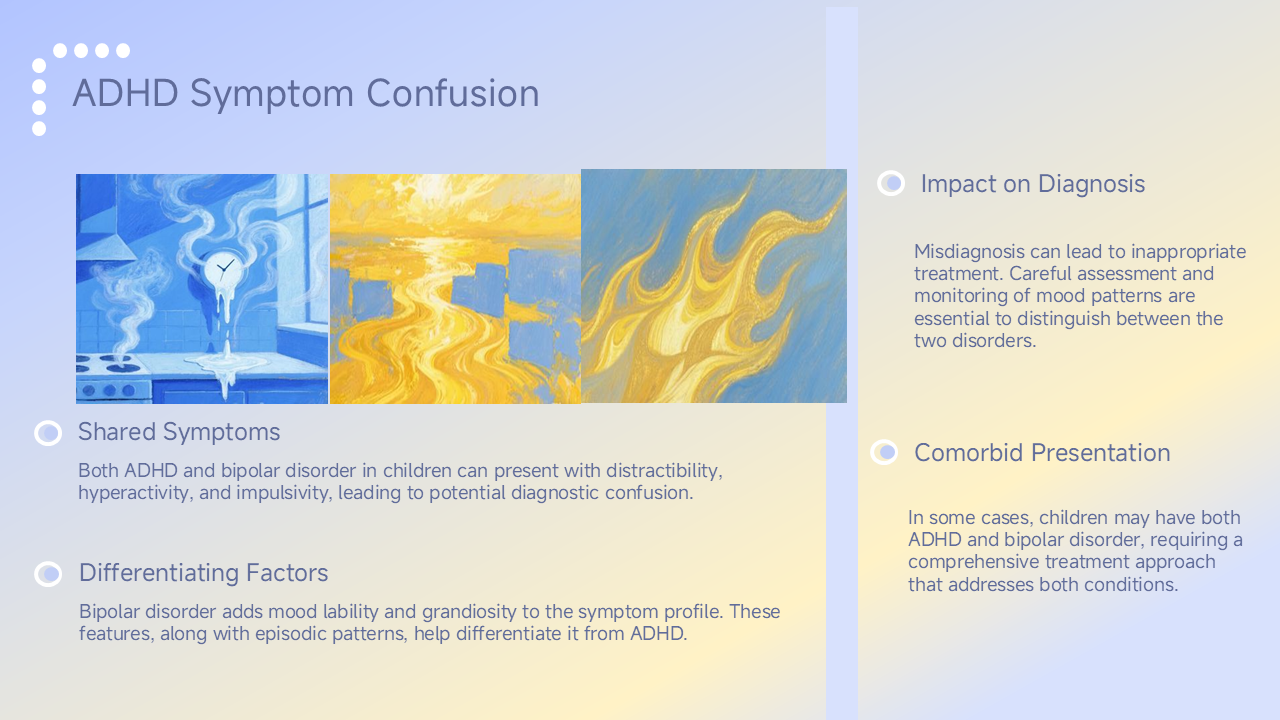 ADHD Symptom Confusion
Shared Symptoms
Both ADHD and bipolar disorder in children can present with distractibility,
hyperactivity, and impulsivity, leading to potential diagnostic confusion.
Differentiating Factors
Bipolar disorder adds mood lability and grandiosity to the symptom profile. These
features, along with episodic patterns, help differentiate it from ADHD.
Impact on Diagnosis
Misdiagnosis can lead to inappropriate
treatment. Careful assessment and
monitoring of mood patterns are
essential to distinguish between the
two disorders.
Comorbid Presentation
In some cases, children may have both
ADHD and bipolar disorder, requiring a
comprehensive treatment approach
that addresses both conditions.